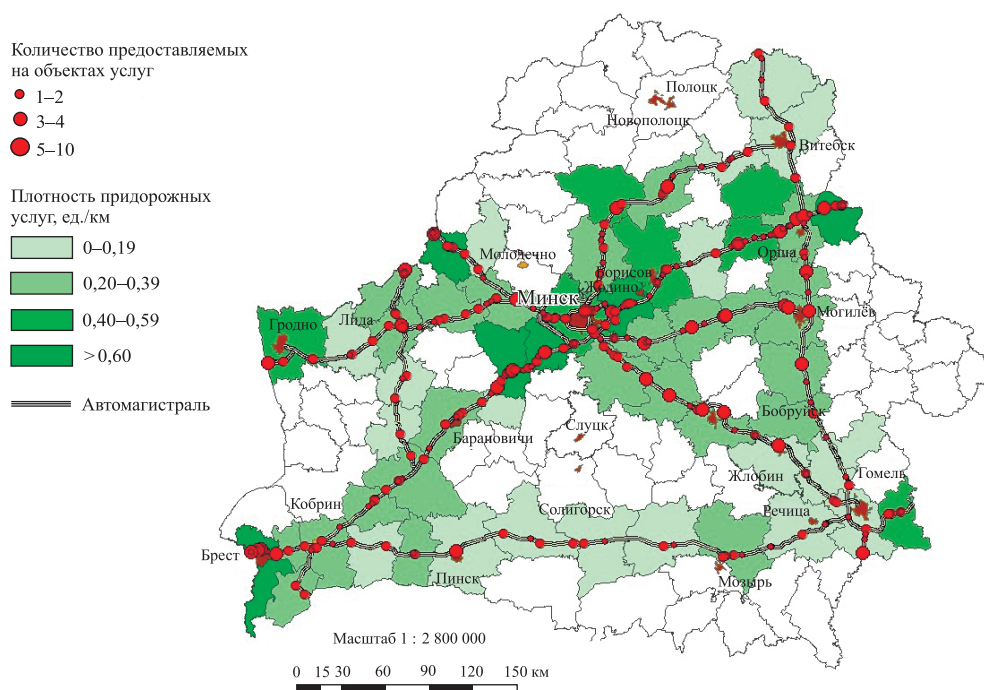 Количество предоставляемых
на объектах услуг
1–2
3–4
5–10
Плотность придорожных
услуг, ед./км
0–0,19
0,20–0,39
0,40–0,59
> 0,60
Автомагистраль
Полоцк
Новополоцк
Витебск
Молодечно
Орша
Борисов
(Жодино)
Минск
Гродно
Лида
Могилев
Бобруйск
Барановичи
Слуцк
Жлобин
Гомель
Кобрин
Солигорск
Речица
Брест
Пинск
Мозырь
Масштаб 1 : 2 800 000
0 15 30 60 90 120 150 км